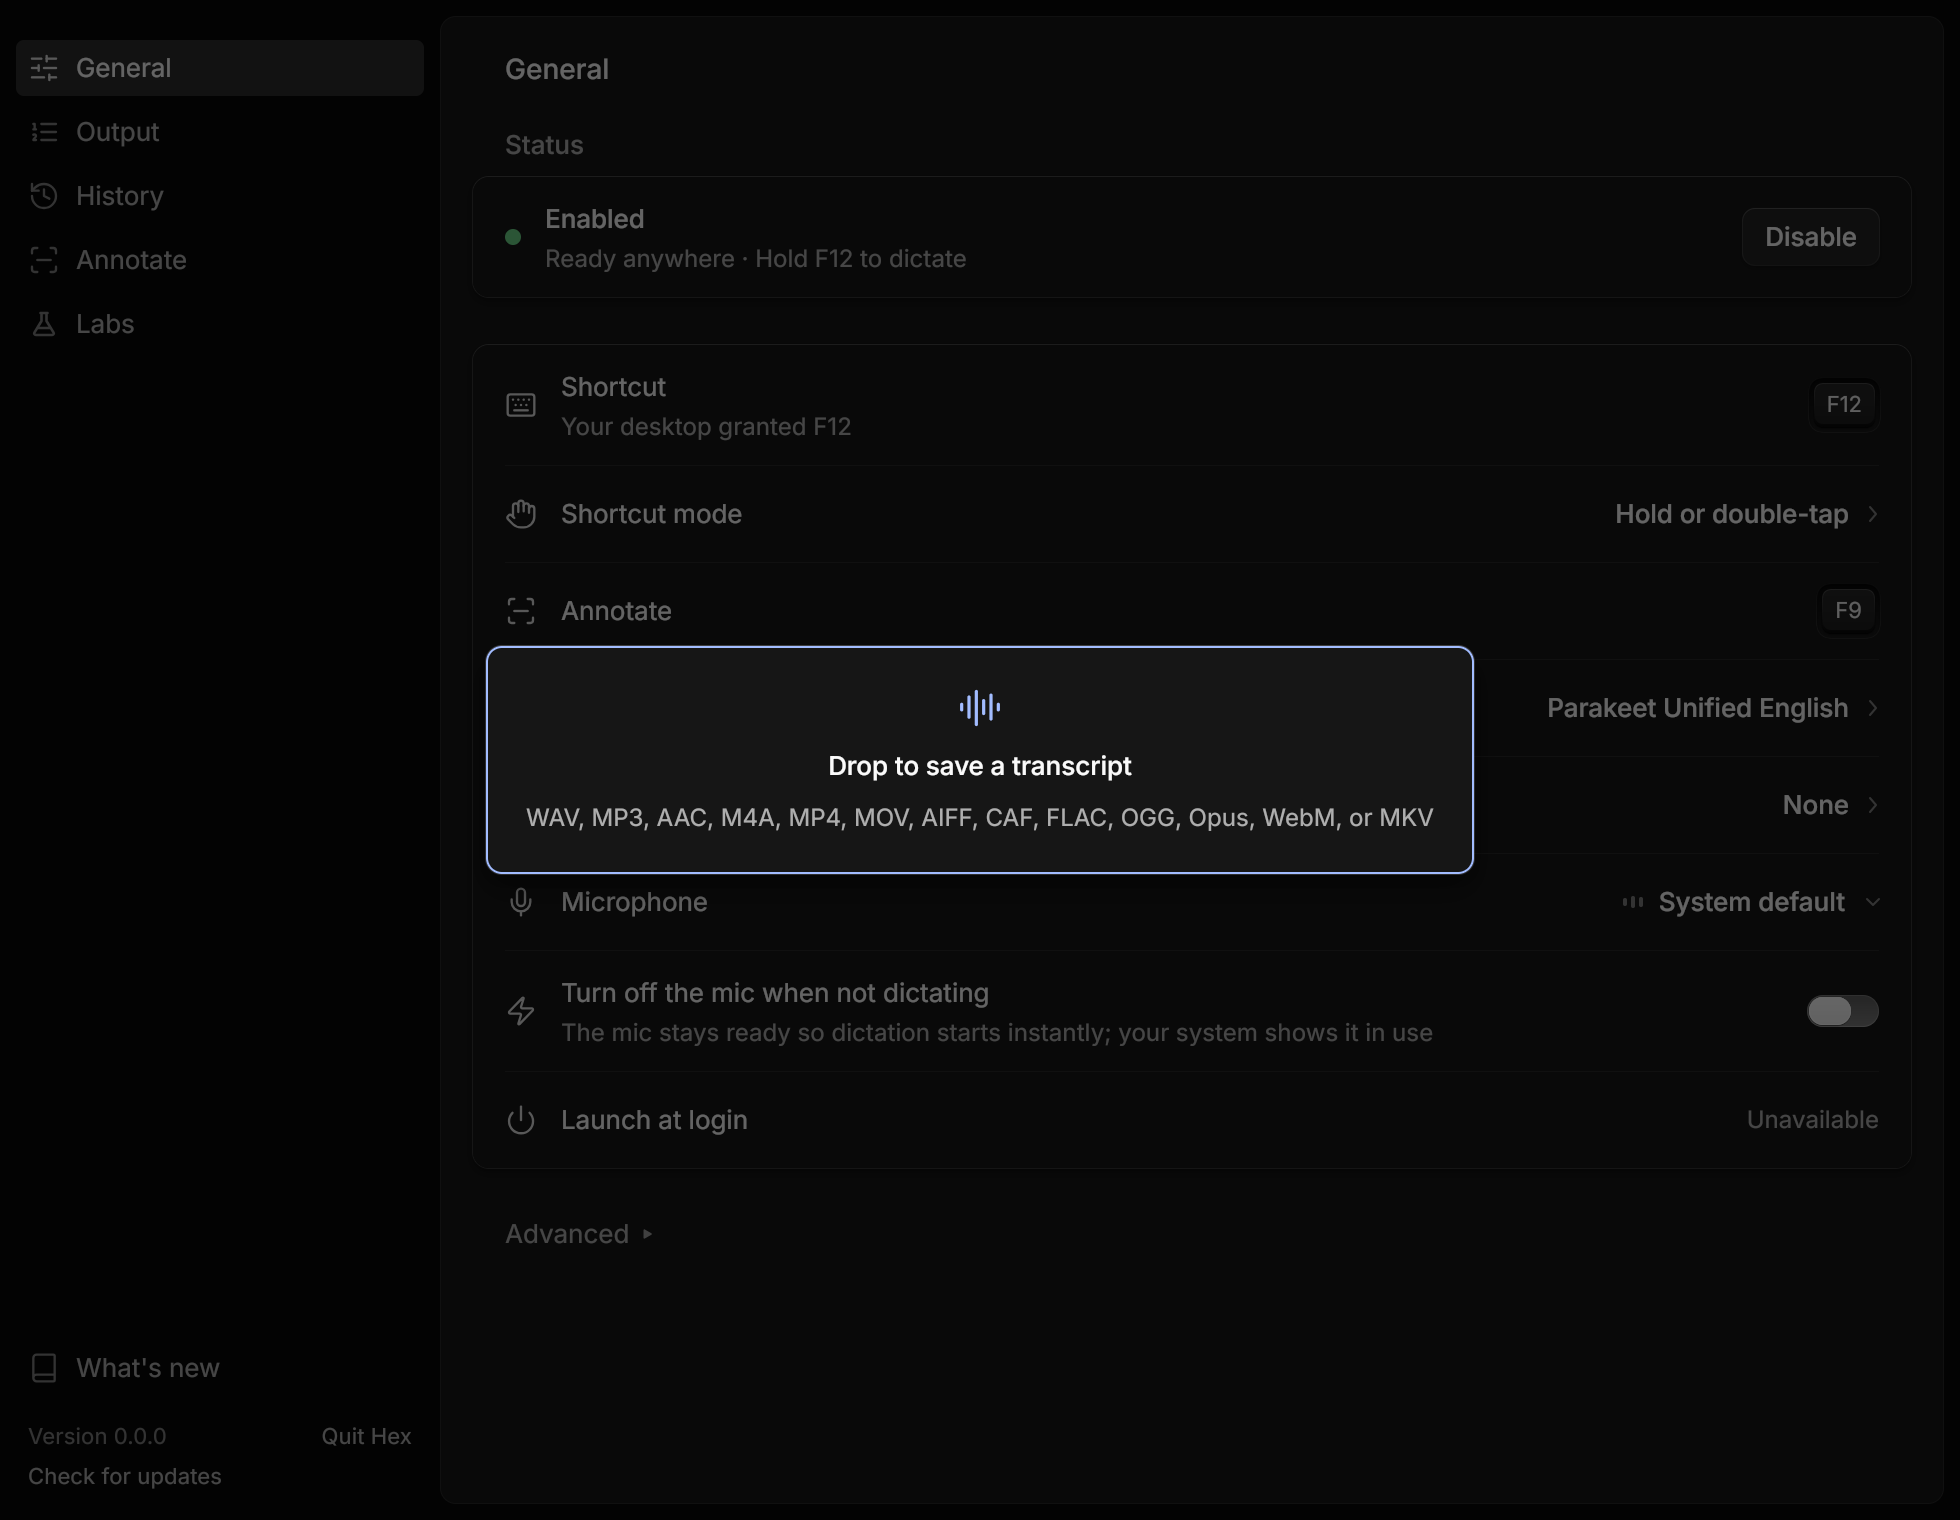 General
Output
History
Annotate
Labs
What's new
Version 0.0.0
Quit Hex
Check for updates
General
Status
Enabled
Ready anywhere · Hold F12 to dictate
Disable
Shortcut
Your desktop granted F12
F12
Shortcut mode
Hold or double-tap
Annotate
F9
Parakeet Unified English
None
Drop to save a transcript
WAV, MP3, AAC, M4A, MP4, MOV, AIFF, CAF, FLAC, OGG, Opus, WebM, or MKV
Microphone
System default
Turn off the mic when not dictating
The mic stays ready so dictation starts instantly; your system shows it in use
Launch at login
Unavailable
Advanced